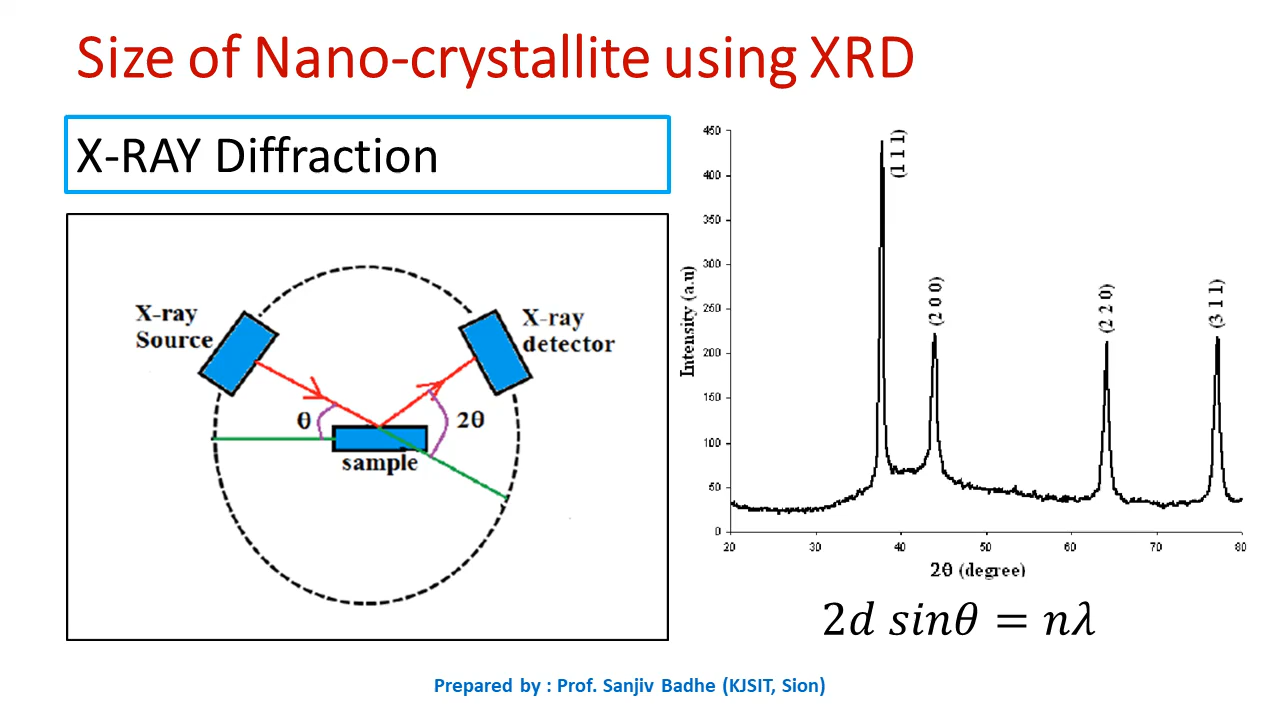 Size of Nano-crystallite using XRD
X-RAY Diffraction
X-ray
Source
X-ray
detector
θ
2θ
sample
450
400
350
300
250
200
150
100
50
0
Intensity (a.u)
(1 1 1)
(2 0 0)
(2 2 0)
(3 1 1)
20 30 40 50 60 70 80
2θ (degree)
2d sinθ = nλ
Prepared by : Prof. Sanjiv Badhe (KJSIT, Sion)